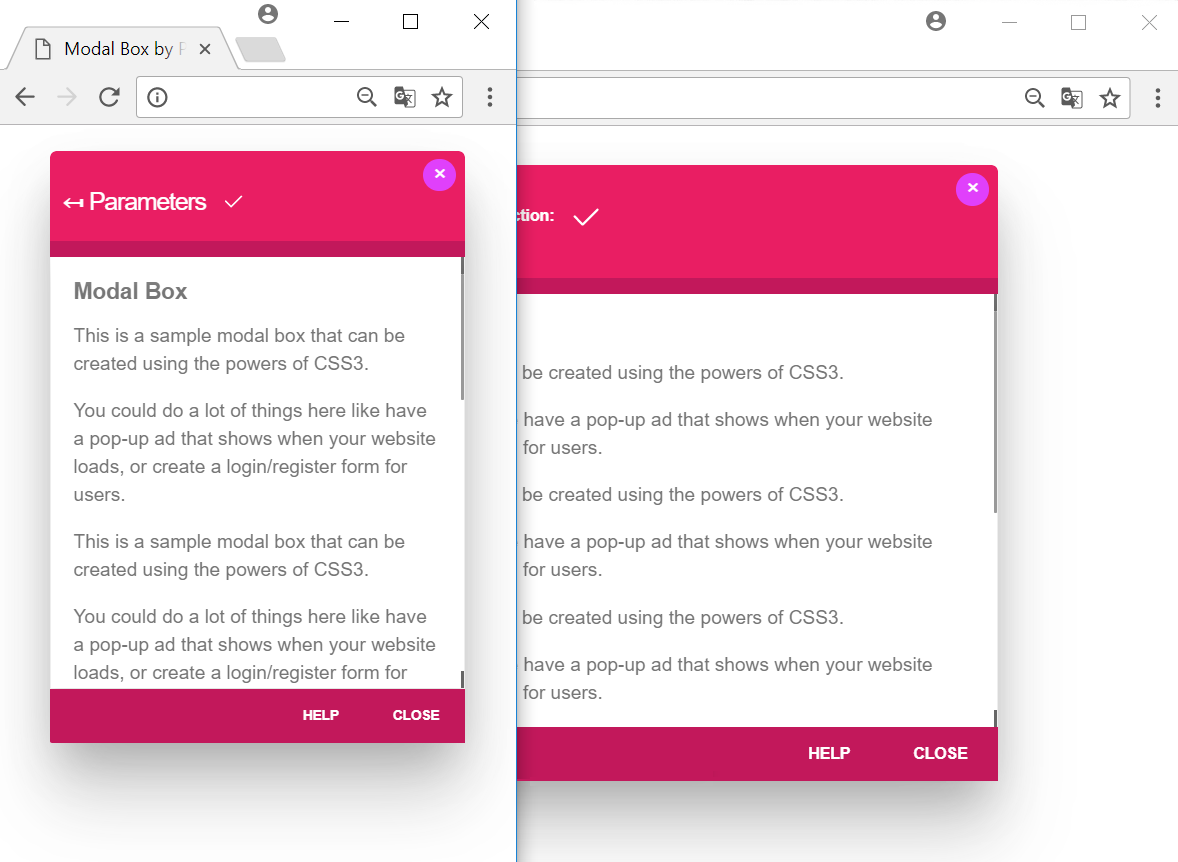 Modal Box by
Parameters
Modal Box
This is a sample modal box that can be
created using the powers of CSS3.
You could do a lot of things here like have
a pop-up ad that shows when your website
loads, or create a login/register form for
users.
This is a sample modal box that can be
created using the powers of CSS3.
You could do a lot of things here like have
a pop-up ad that shows when your website
loads, or create a login/register form for
HELP CLOSE
ction:
be created using the powers of CSS3.
have a pop-up ad that shows when your website
for users.
be created using the powers of CSS3.
have a pop-up ad that shows when your website
for users.
be created using the powers of CSS3.
have a pop-up ad that shows when your website
for users.
HELP CLOSE